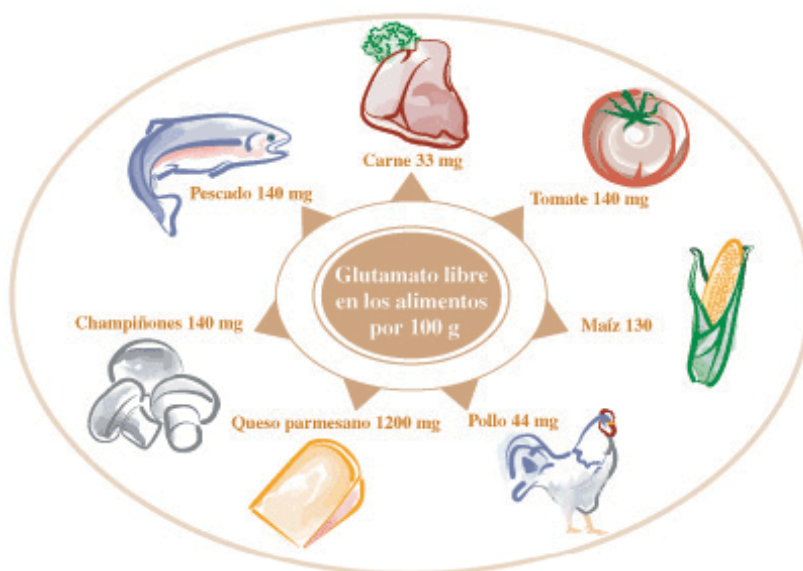 Carne 33 mg
Pescado 140 mg
Tomate 140 mg
Glutamato libre
en los alimentos
por 100 g
Champiñones 140 mg
Maíz 130
Queso parmesano 1200 mg
Pollo 44 mg